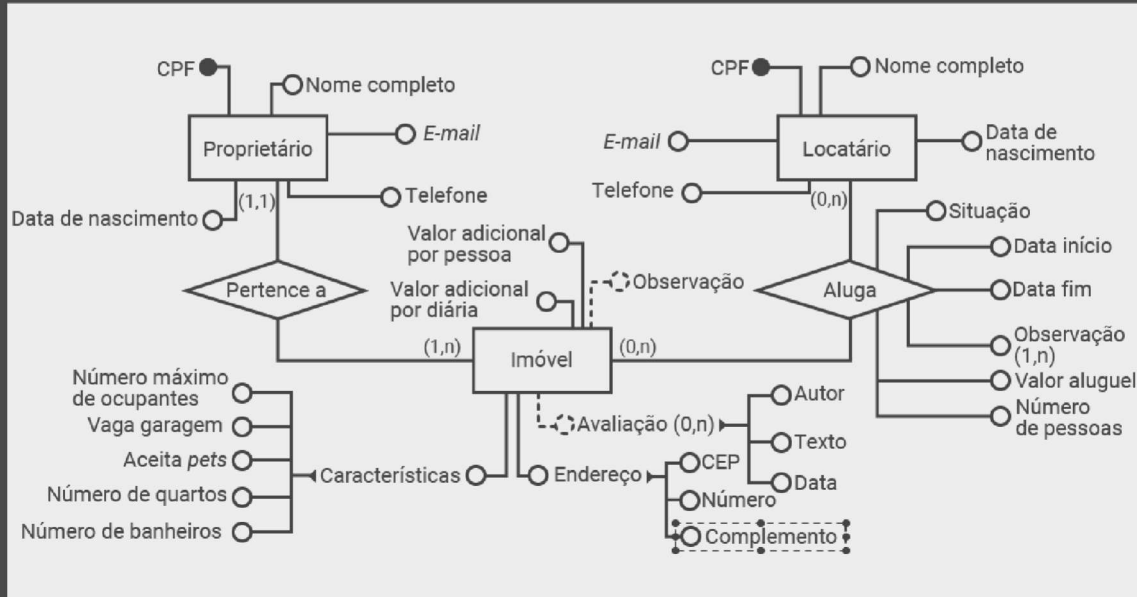 CPF
Nome completo
E-mail
Proprietário
Telefone
(1,1)
Data de nascimento
CPF
Nome completo
E-mail
Locatário
Data de
nascimento
Telefone
(0,n)
Situação
Data início
Data fim
Observação
(1,n)
Valor aluguel
Número
de pessoas
Aluga
Pertence a
Valor adicional
por pessoa
Observação
Valor adicional
por diária
(1,n)
Imóvel
(0,n)
Número máximo
de ocupantes
Vaga garagem
Aceita pets
Número de quartos
Número de banheiros
Características
Endereço
CEP
Número
Complemento
Avaliação (0,n)
Autor
Texto
Data